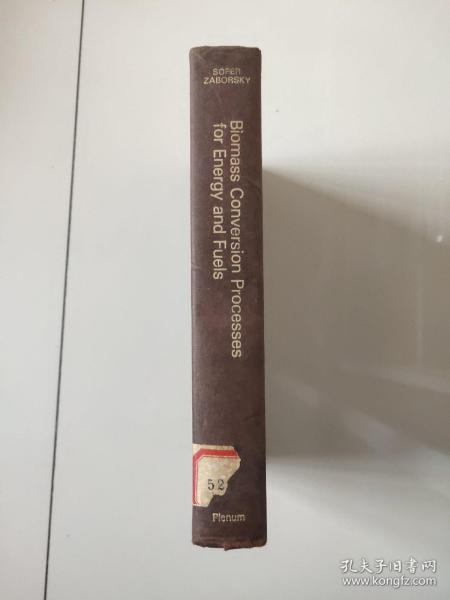 SOFER
ZABORSKY
Biomass Conversion Processes
for Energy and Fuels
52
Plenum
孔夫子旧书网
www.kongfz.com